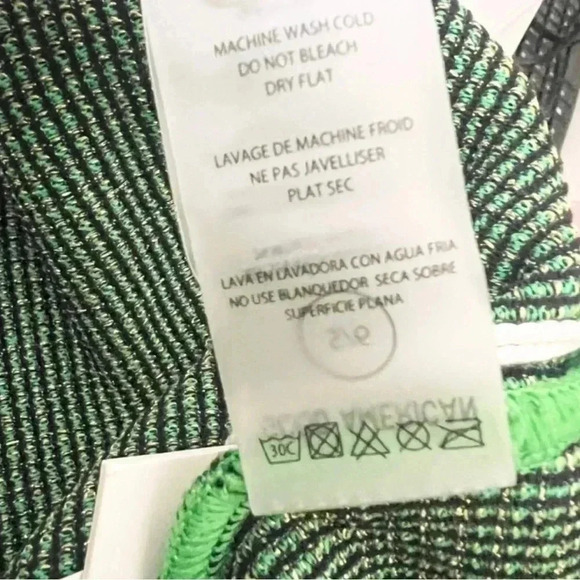 MACHINE WASH COLD
DO NOT BLEACH
DRY FLAT
LAVAGE DE MACHINE FROID
NE PAS JAVELLISER
PLAT SEC
LAVA EN LAVADORA CON AGUA FRIA
NO USE BLANQUEDOR SECA SOBRE
SUPERFICIE PLANA
AMERICAN
30C